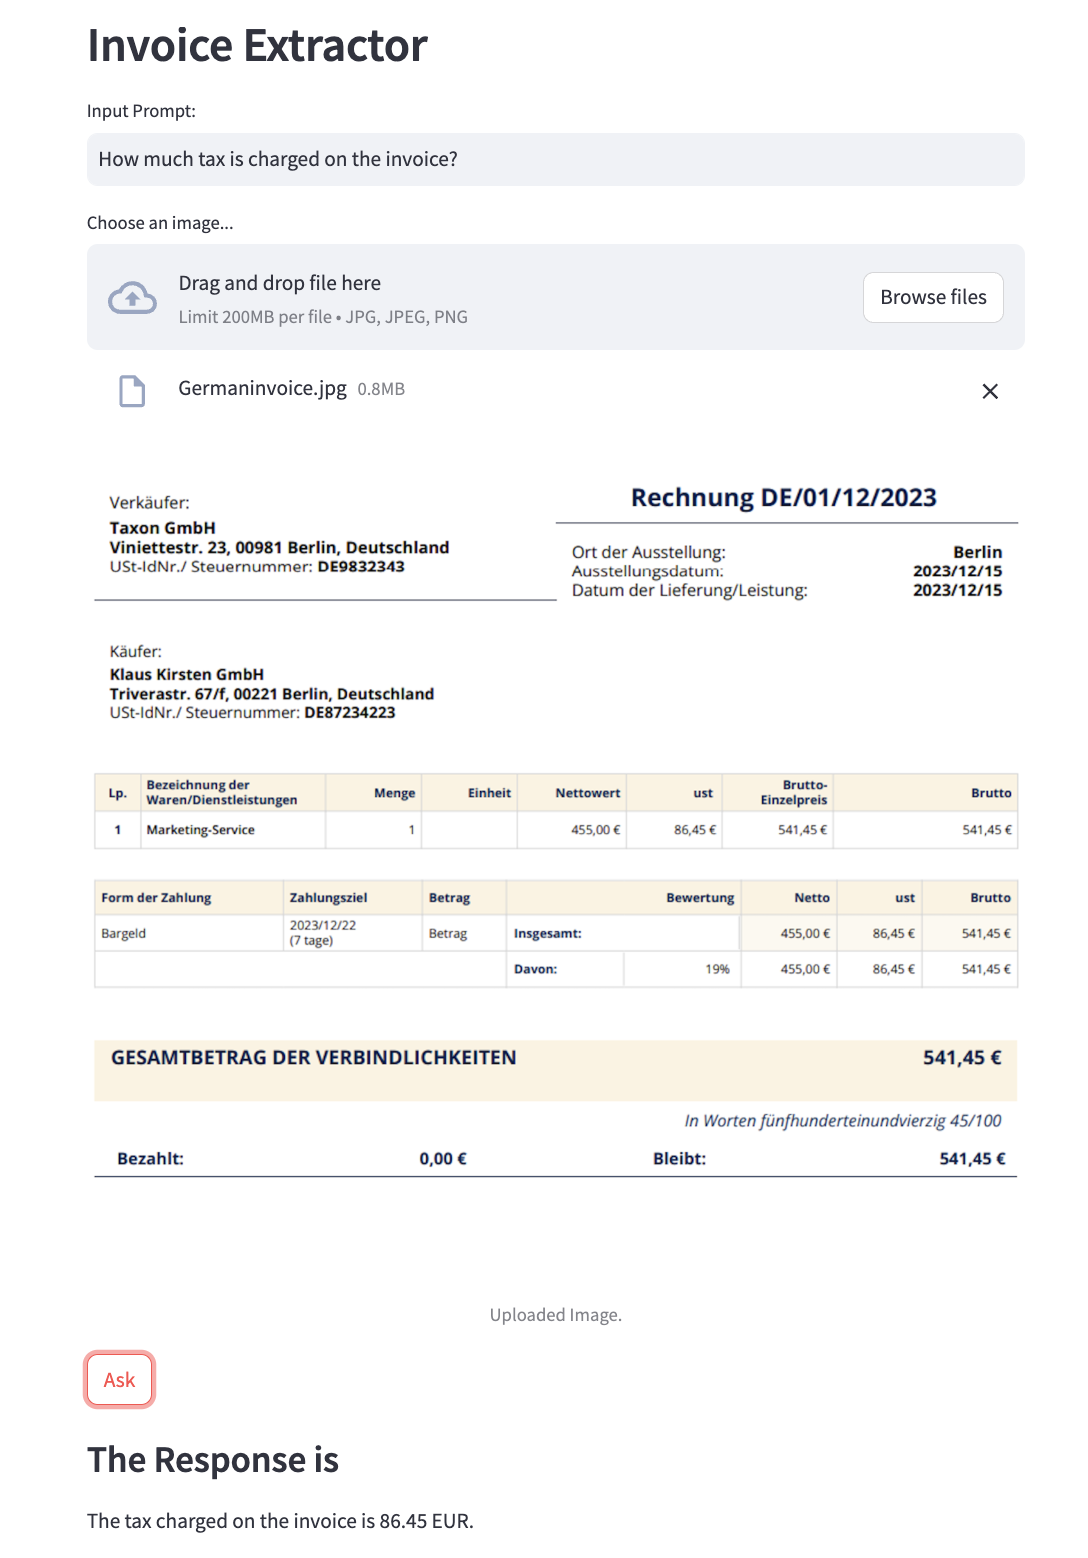 Invoice Extractor
Input Prompt:
How much tax is charged on the invoice?
Choose an image...
Drag and drop file here
Limit 200MB per file • JPG, JPEG, PNG
Browse files
Germaninvoice.jpg 0.8MB
Verkäufer:
Taxon GmbH
Viniettestr. 23, 00981 Berlin, Deutschland
USt-IdNr./ Steuernummer: DE9832343
Rechnung DE/01/12/2023
Ort der Ausstellung: Berlin
Ausstellungsdatum: 2023/12/15
Datum der Lieferung/Leistung: 2023/12/15
Käufer:
Klaus Kirsten GmbH
Triverastr. 67/f, 00221 Berlin, Deutschland
USt-IdNr./ Steuernummer: DE87234223
Lp. Bezeichnung der Waren/Dienstleistungen Menge Einheit Nettowert ust Brutto-Einzelpreis Brutto
1 Marketing-Service 1 455,00 € 86,45 € 541,45 € 541,45 €
Form der Zahlung Zahlungsziel Betrag Bewertung Netto ust Brutto
Bargeld 2023/12/22 (7 tage) Betrag Insgesamt: 455,00 € 86,45 € 541,45 €
Davon: 19% 455,00 € 86,45 € 541,45 €
GESAMTBETRAG DER VERBINDLICHKEITEN 541,45 €
In Worten fünfhunderteinundvierzig 45/100
Bezahlt: 0,00 € Bleibt: 541,45 €
Uploaded Image.
Ask
The Response is
The tax charged on the invoice is 86.45 EUR.